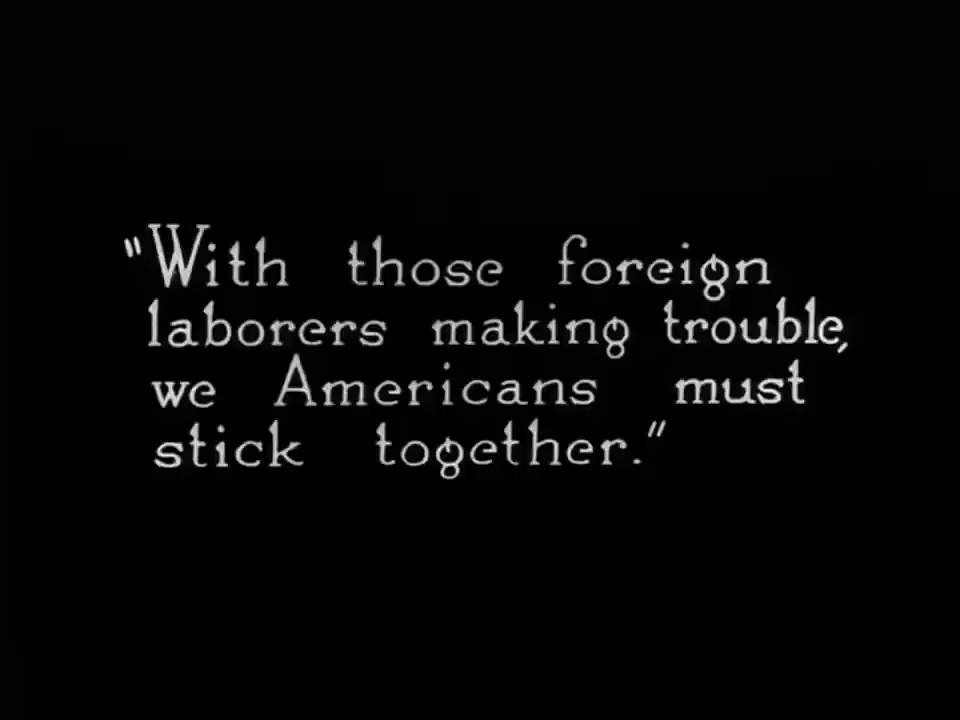 "With those foreign
laborers making trouble,
we Americans must
stick together."